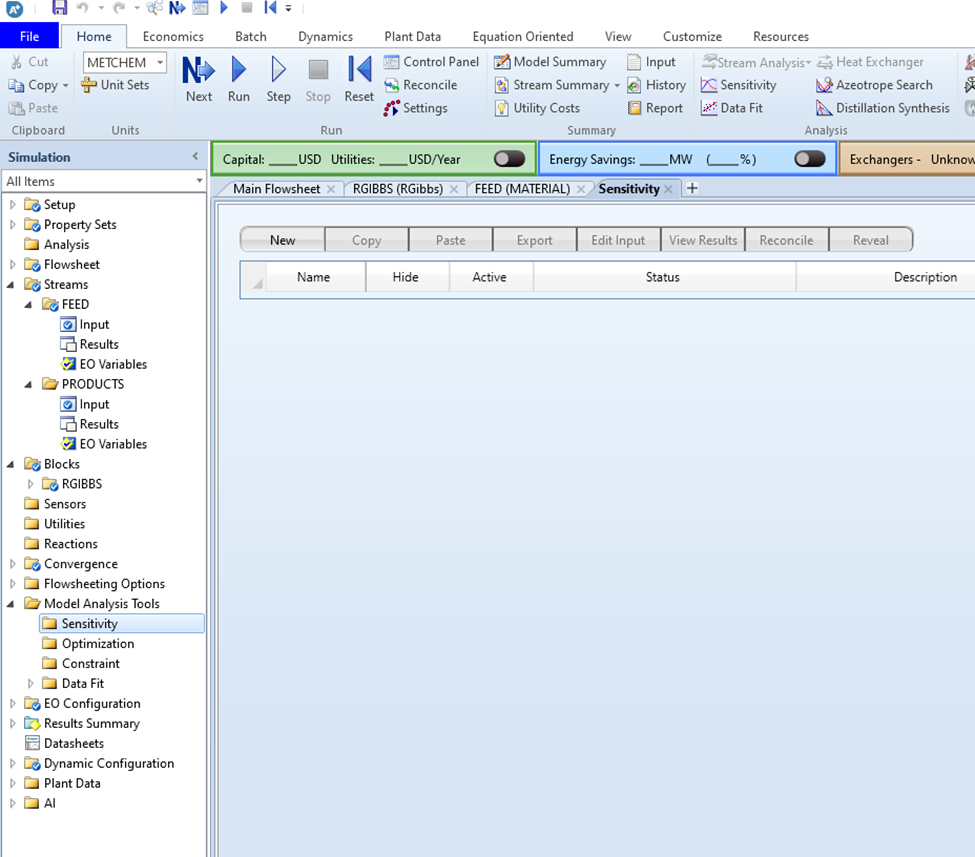 File Home Economics Batch Dynamics Plant Data Equation Oriented View Customize Resources
Cut METCHEM Control Panel Model Summary Input Stream Analysis Heat Exchanger
Copy Unit Sets Next Run Step Stop Reset Reconcile Stream Summary History Sensitivity Azeotrope Search
Paste Settings Utility Costs Report Data Fit Distillation Synthesis
Clipboard Units Run Summary Analysis
Simulation
All Items
Setup
Property Sets
Analysis
Flowsheet
Streams
FEED
Input
Results
EO Variables
PRODUCTS
Input
Results
EO Variables
Blocks
RGIBBS
Sensors
Utilities
Reactions
Convergence
Flowsheeting Options
Model Analysis Tools
Sensitivity
Optimization
Constraint
Data Fit
EO Configuration
Results Summary
Datasheets
Dynamic Configuration
Plant Data
AI
Capital: ____USD Utilities: ____USD/Year Energy Savings: ____MW (____%) Exchangers - Unknow
Main Flowsheet RGIBBS (RGibbs) FEED (MATERIAL) Sensitivity +
New Copy Paste Export Edit Input View Results Reconcile Reveal
Name Hide Active Status Description